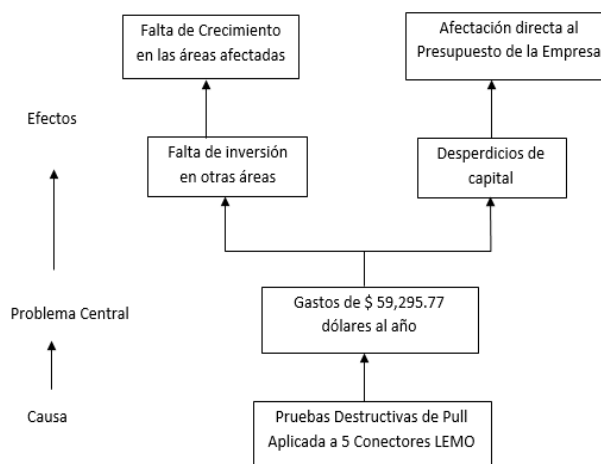 Falta de Crecimiento
en las áreas afectadas
Afectación directa al
Presupuesto de la Empresa
Efectos
Falta de inversión
en otras áreas
Desperdicios de
capital
Problema Central
Gastos de $ 59,295.77
dólares al año
Causa
Pruebas Destructivas de Pull
Aplicada a 5 Conectores LEMO